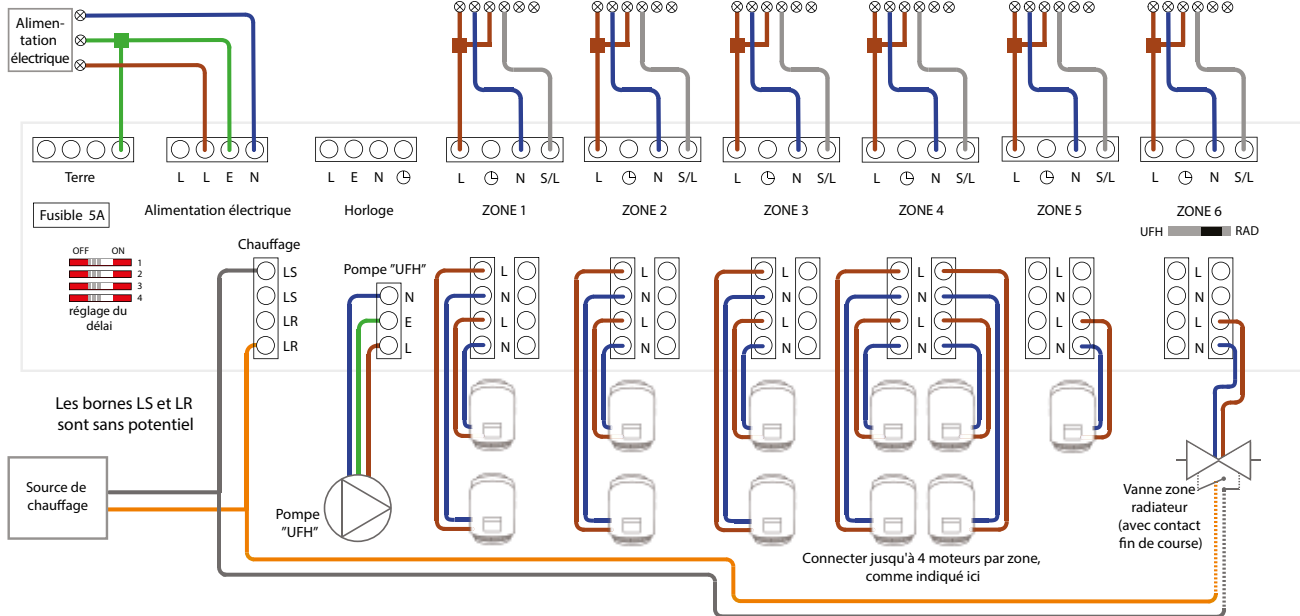 Alimen-
tation
électrique
Terre
L L E N
Alimentation électrique
L E N
Horloge
L N S/L
ZONE 1
L N S/L
ZONE 2
L N S/L
ZONE 3
L N S/L
ZONE 4
L N S/L
ZONE 5
L N S/L
ZONE 6
UFH RAD
Fusible 5A
OFF ON
1
2
3
4
réglage du
délai
Chauffage
LS
LS
LR
LR
Pompe "UFH"
N
E
L
L
N
L
N
L
N
L
N
L
N
L
N
L
N
L
N
L
N
L
N
L
N
L
N
Les bornes LS et LR
sont sans potentiel
Source de
chauffage
Pompe
"UFH"
Connecter jusqu'à 4 moteurs par zone,
comme indiqué ici
Vanne zone
radiateur
(avec contact
fin de course)